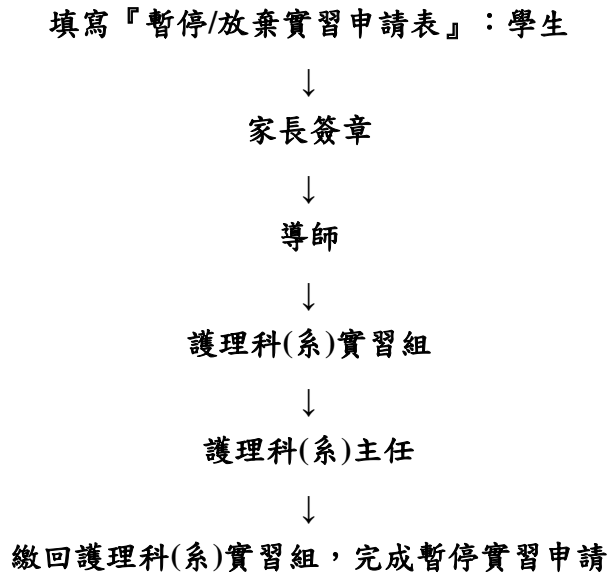 填寫『暫停/放棄實習申請表』：學生
↓
家長簽章
↓
導師
↓
護理科(系)實習組
↓
護理科(系)主任
↓
繳回護理科(系)實習組，完成暫停實習申請